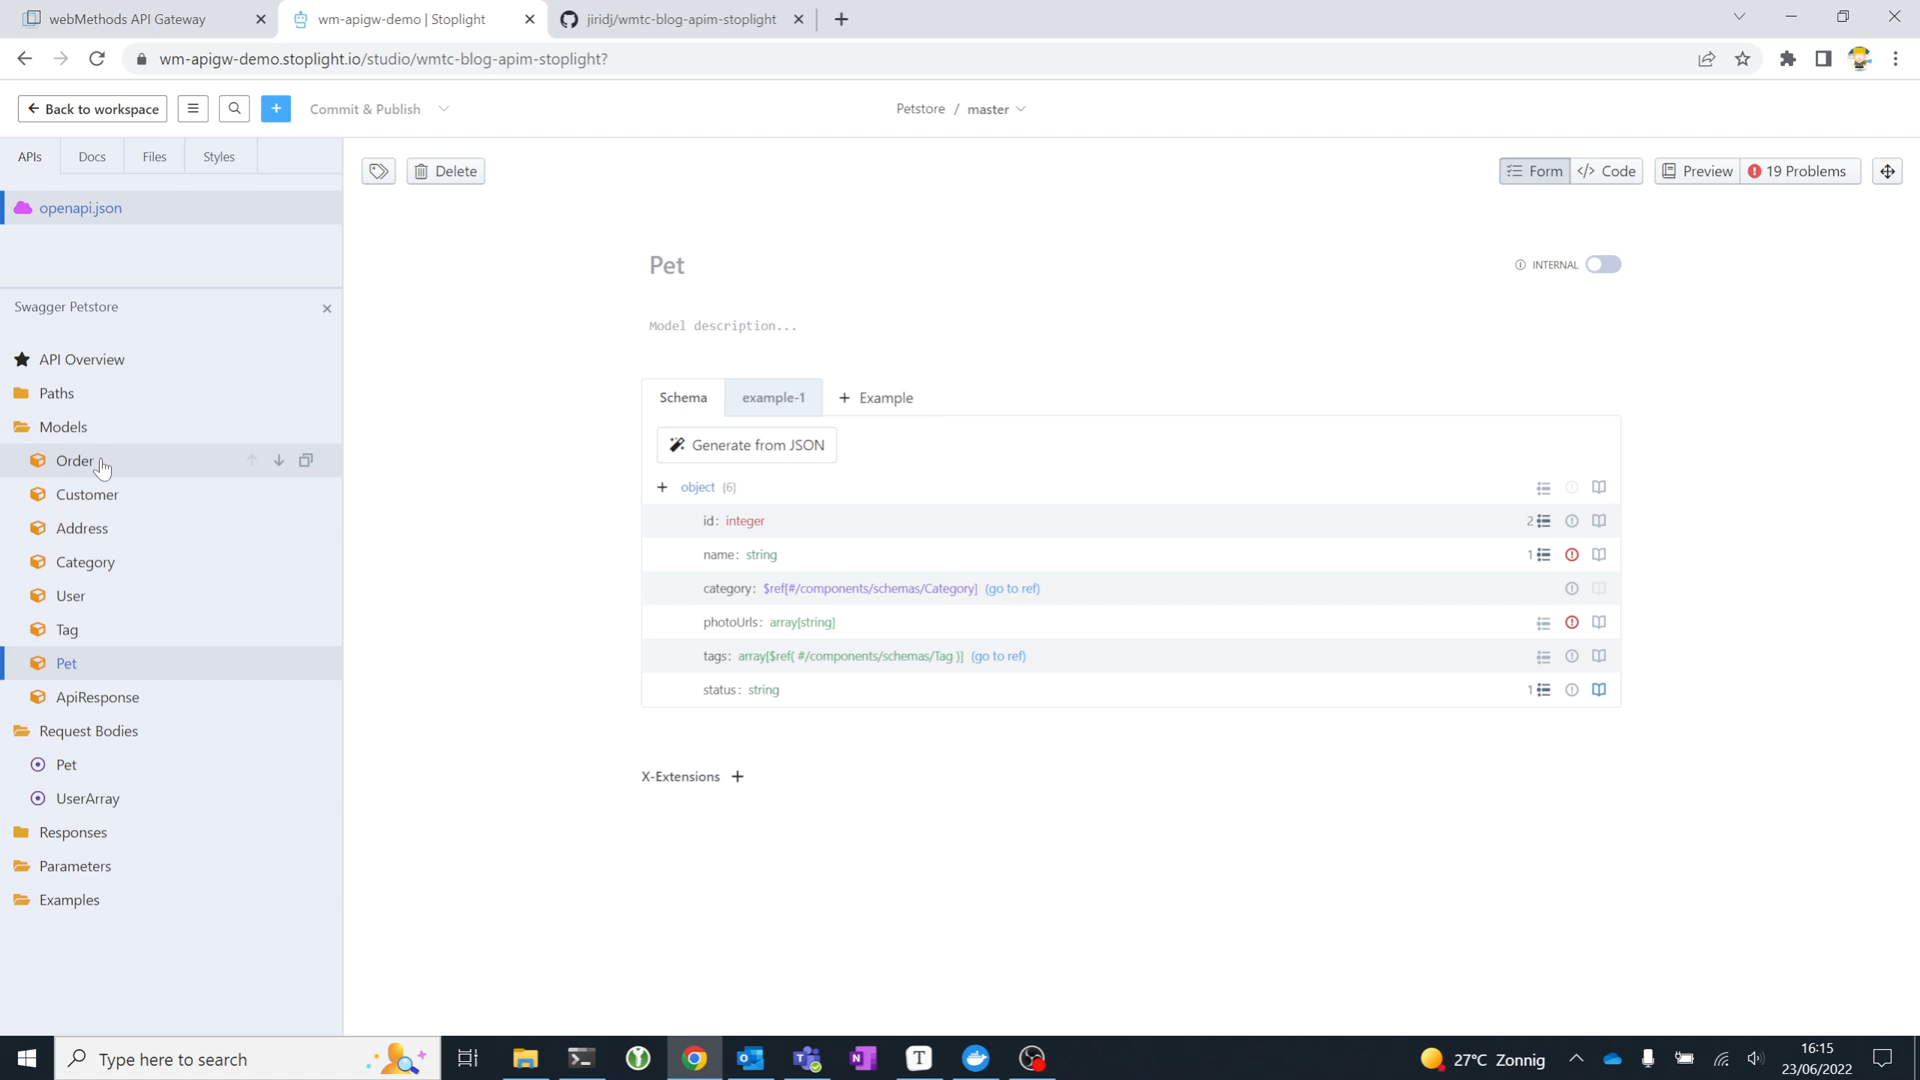 webMethods API Gateway
wm-apigw-demo | Stoplight
jiridj/wmtc-blog-apim-stoplight
wm-apigw-demo.stoplight.io/studio/wmtc-blog-apim-stoplight?
Back to workspace
Commit & Publish
Petstore / master
APIs
Docs
Files
Styles
Delete
Form
</> Code
Preview
19 Problems
openapi.json
Swagger Petstore
API Overview
Paths
Models
Order
Customer
Address
Category
User
Tag
Pet
ApiResponse
Request Bodies
Pet
UserArray
Responses
Parameters
Examples
Pet
INTERNAL
Model description...
Schema
example-1
+ Example
Generate from JSON
+ object (6)
id: integer
2
name: string
1
category: $ref[#/components/schemas/Category] (go to ref)
photoUrls: array[string]
tags: array[$ref( #/components/schemas/Tag )] (go to ref)
status: string
1
X-Extensions +
Type here to search
T
27°C Zonnig
16:15
23/06/2022